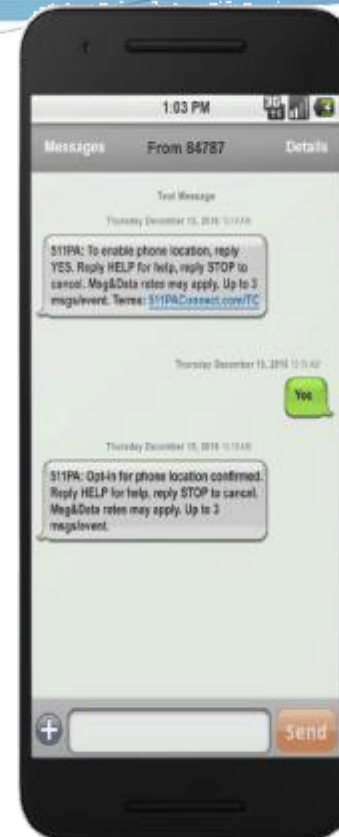 1:03 PM
Messages
From 84787
Details
Text Message
Thursday December 15, 2016
511PA: To enable phone location, reply
YES. Reply HELP for help, reply STOP to
cancel. Msg&Data rates may apply. Up to 3
msgs/event. Terms: 511PAConnect.com/TC
Thursday December 15, 2016
Yes
Thursday December 15, 2016
511PA: Opt-in for phone location confirmed.
Reply HELP for help, reply STOP to cancel.
Msg&Data rates may apply. Up to 3
msgs/event.
Send